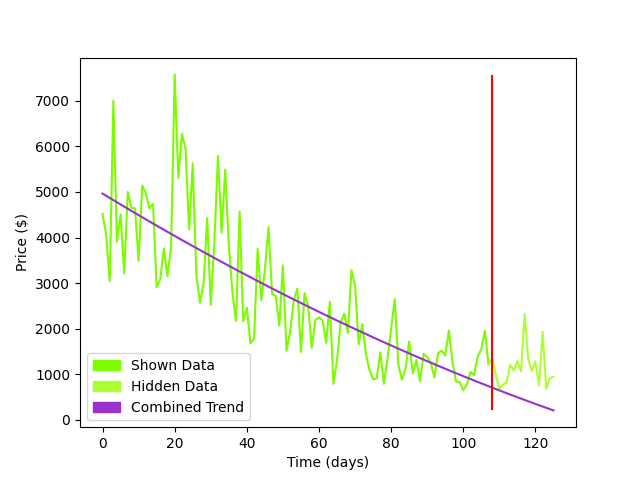 7000
6000
5000
4000
3000
2000
1000
0
Price ($)
Shown Data
Hidden Data
Combined Trend
0 20 40 60 80 100 120
Time (days)